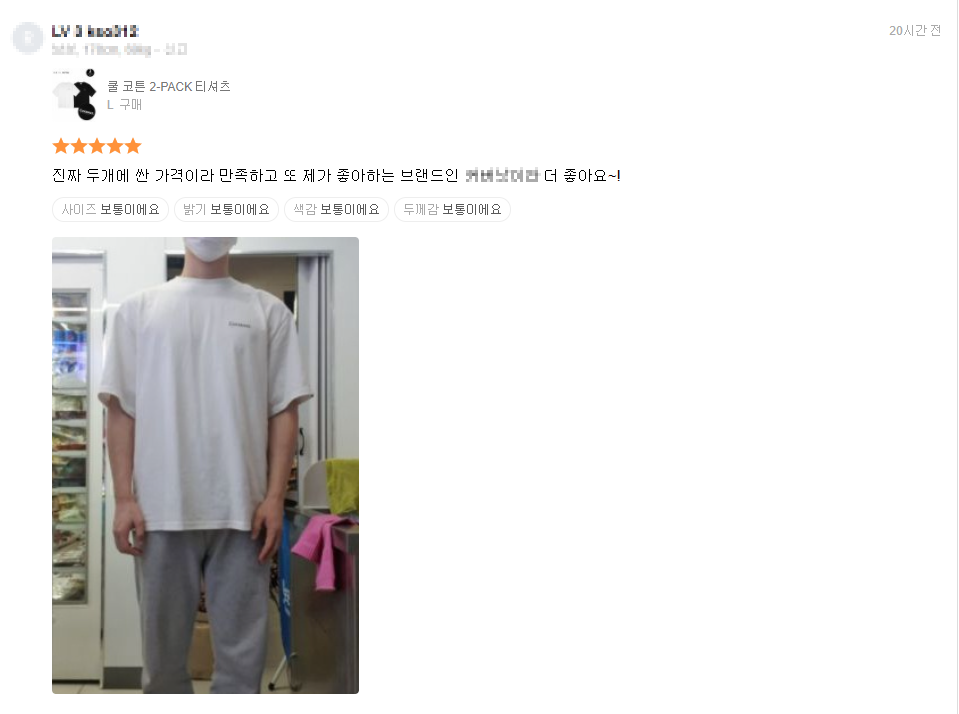 LV 3
20시간 전
쿨 코튼 2-PACK 티셔츠
L 구매
진짜 두개에 싼 가격이라 만족하고 또 제가 좋아하는 브랜드인 더 좋아요~!
사이즈 보통이에요 밝기 보통이에요 색감 보통이에요 두께감 보통이에요